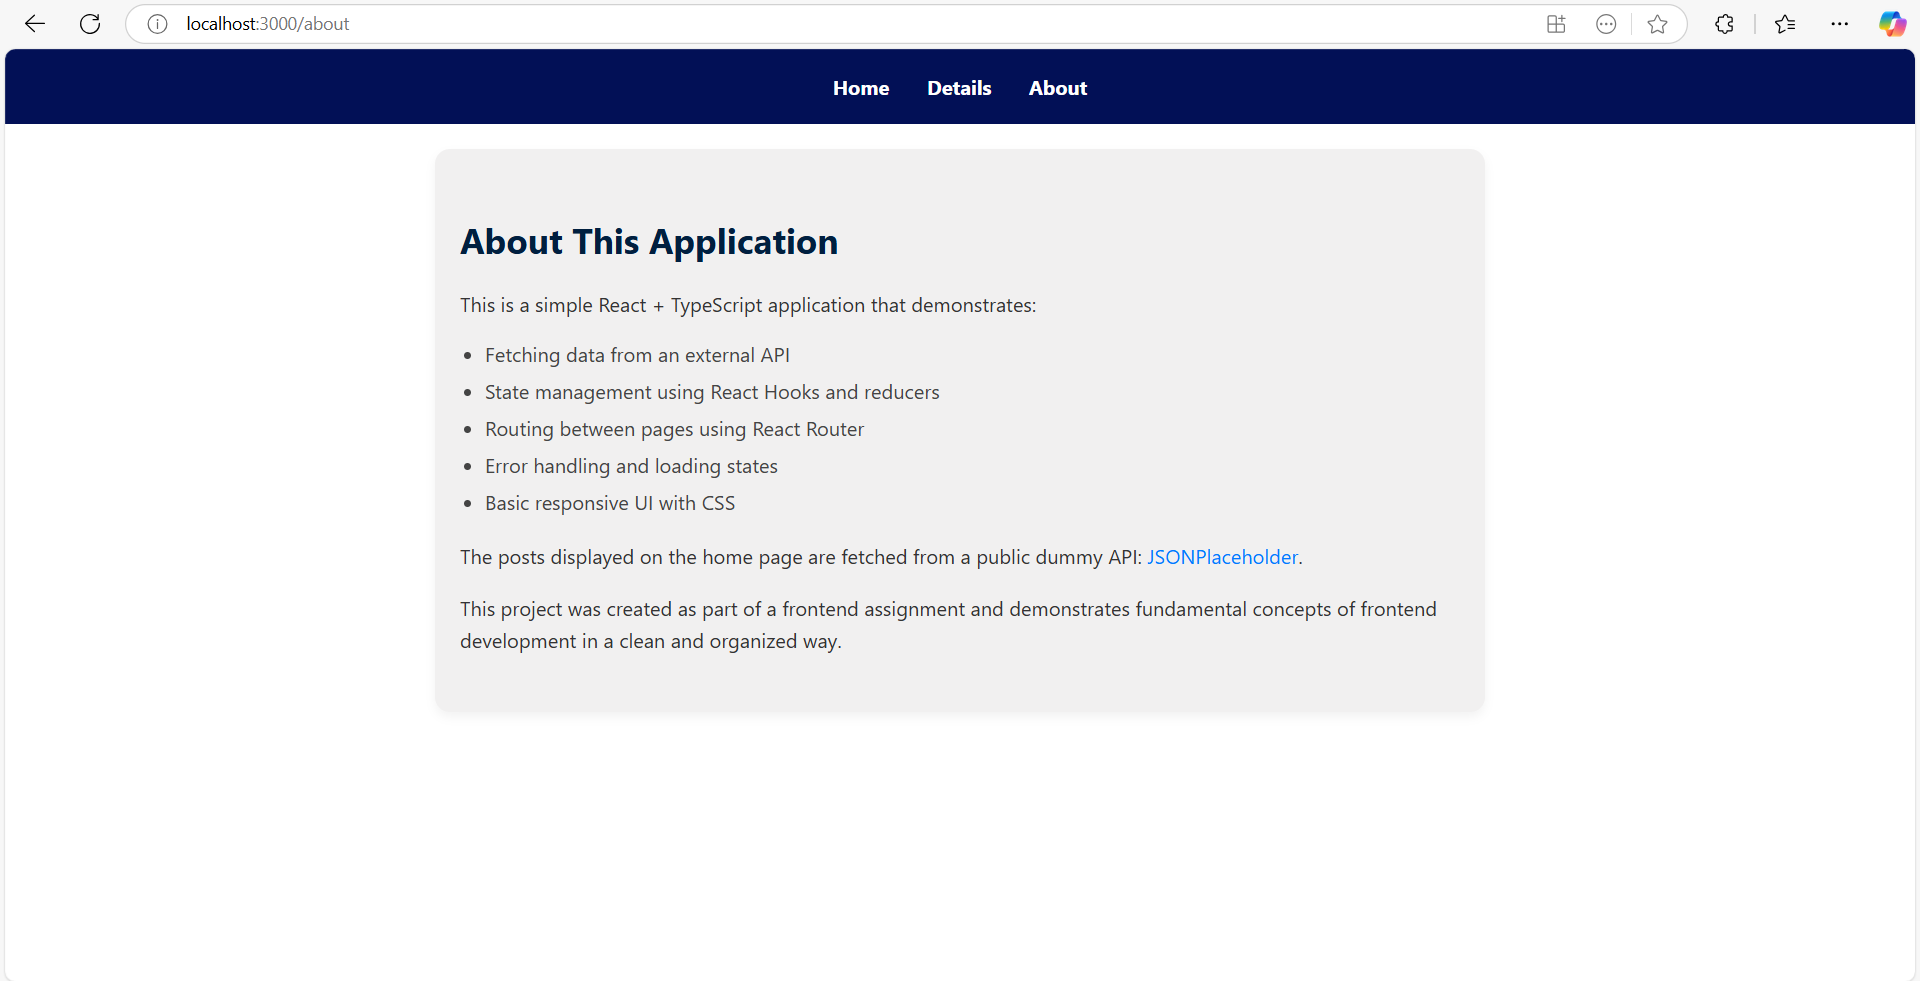 localhost:3000/about
Home Details About
About This Application
This is a simple React + TypeScript application that demonstrates:
• Fetching data from an external API
• State management using React Hooks and reducers
• Routing between pages using React Router
• Error handling and loading states
• Basic responsive UI with CSS
The posts displayed on the home page are fetched from a public dummy API: JSONPlaceholder.
This project was created as part of a frontend assignment and demonstrates fundamental concepts of frontend
development in a clean and organized way.